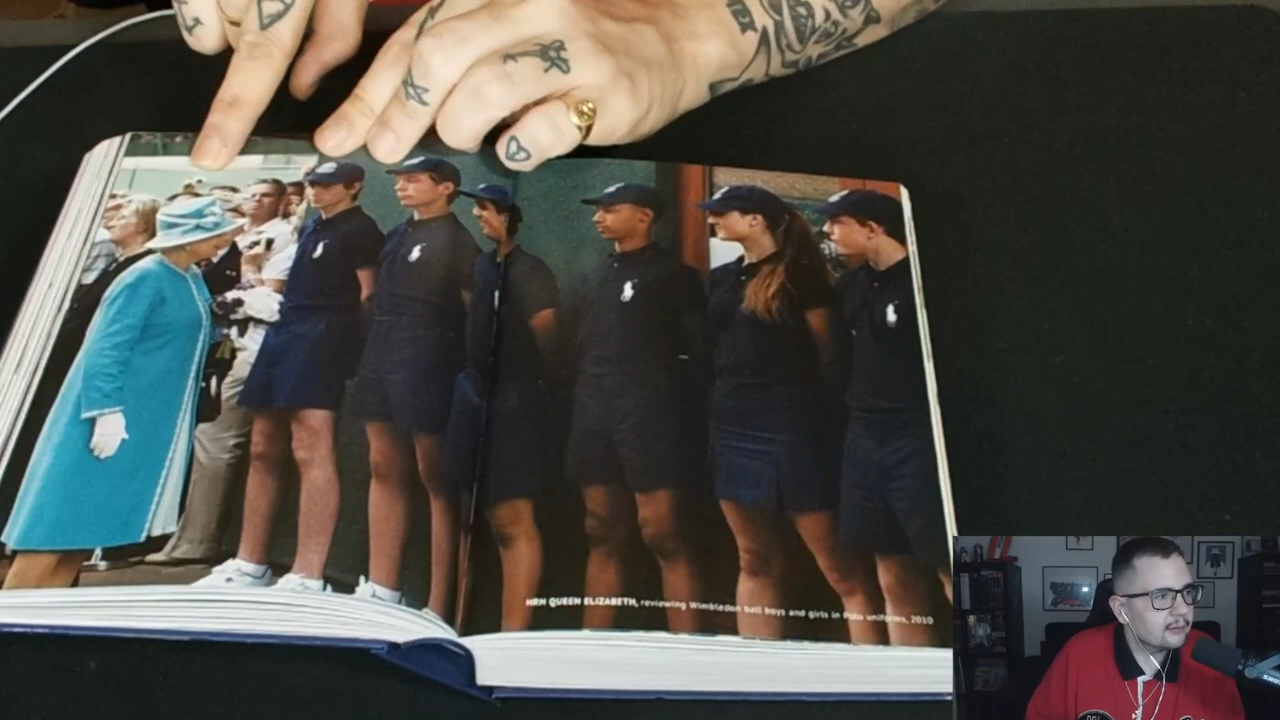 HRH QUEEN ELIZABETH, reviewing Wimbledon ball boys and girls in Polo uniforms, 2010